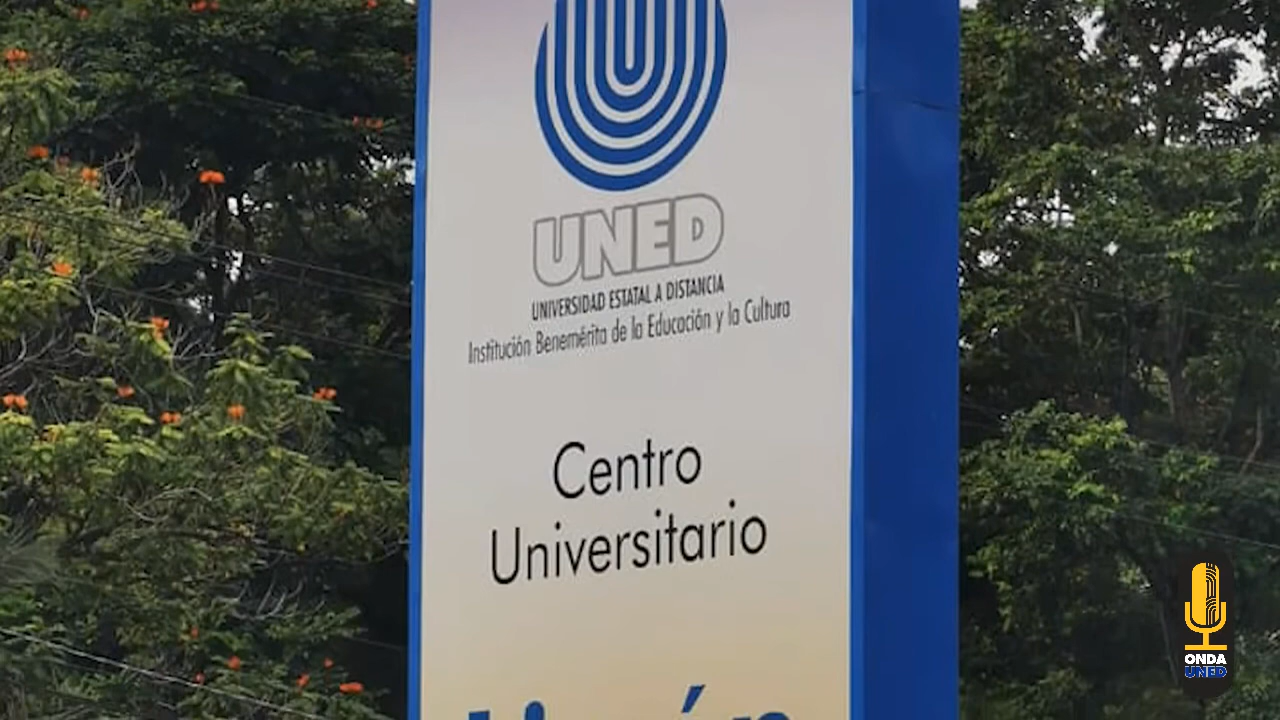 UNED
UNIVERSIDAD ESTATAL A DISTANCIA
Institución Benemérita de la Educación y la Cultura
Centro
Universitario
ONDA
UNED